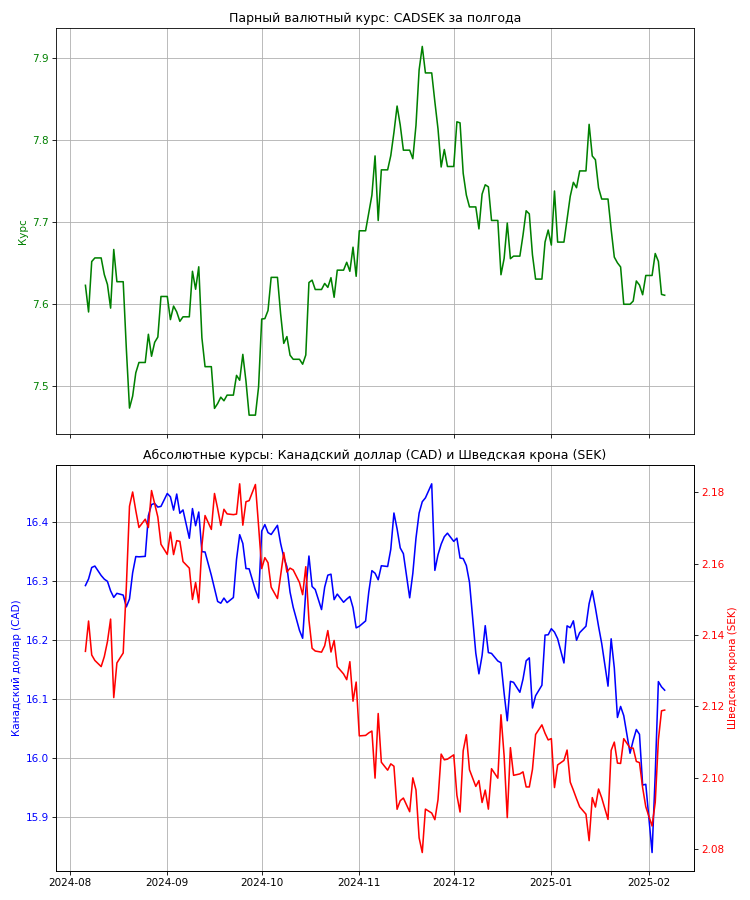 Парный валютный курс: CADSEK за полгода
7.9
7.8
7.7
7.6
7.5
Курс
Абсолютные курсы: Канадский доллар (CAD) и Шведская крона (SEK)
16.4
16.3
16.2
16.1
16.0
15.9
Канадский доллар (CAD)
2.18
2.16
2.14
2.12
2.10
2.08
Шведская крона (SEK)
2024-08 2024-09 2024-10 2024-11 2024-12 2025-01 2025-02